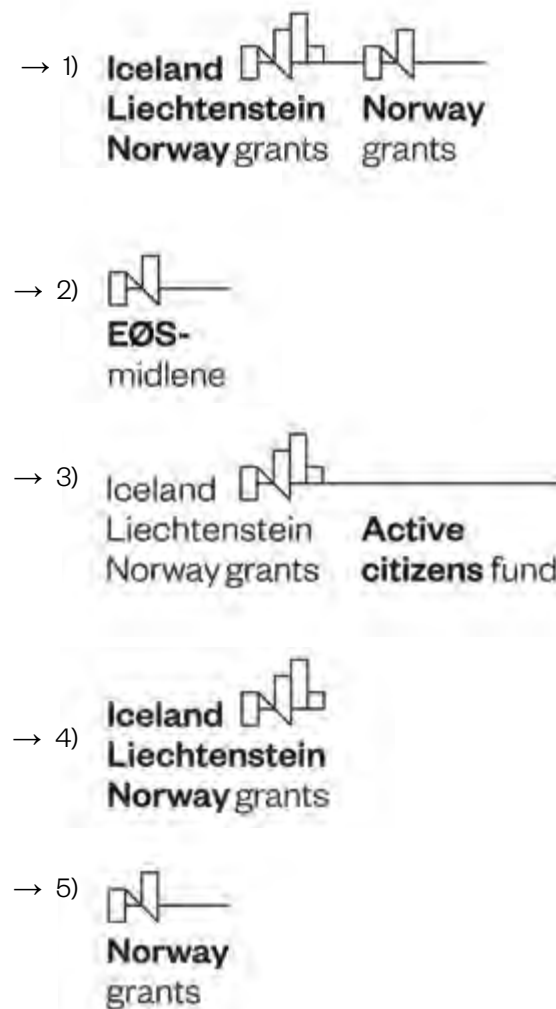 → 1) Iceland
Liechtenstein Norway
Norway grants grants
→ 2)
EØS-
midlene
→ 3) Iceland
Liechtenstein Active
Norway grants citizens fund
→ 4) Iceland
Liechtenstein
Norway grants
→ 5)
Norway
grants